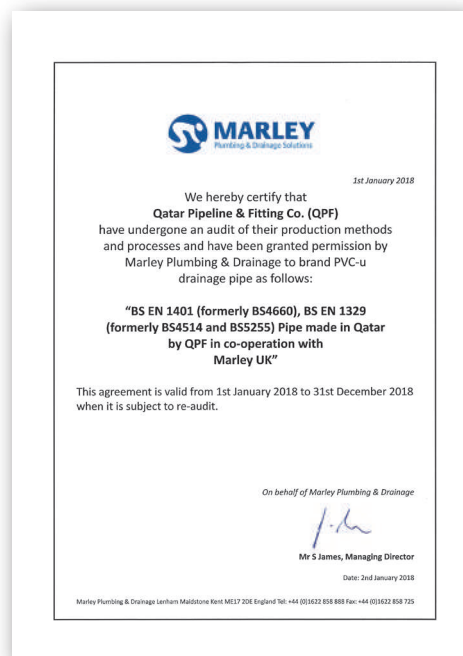 MARLEY
Plumbing & Drainage Solutions
1st January 2018
We hereby certify that
Qatar Pipeline & Fitting Co. (QPF)
have undergone an audit of their production methods
and processes and have been granted permission by
Marley Plumbing & Drainage to brand PVC-u
drainage pipe as follows:
“BS EN 1401 (formerly BS4660), BS EN 1329
(formerly BS4514 and BS5255) Pipe made in Qatar
by QPF in co-operation with
Marley UK”
This agreement is valid from 1st January 2018 to 31st December 2018
when it is subject to re-audit.
On behalf of Marley Plumbing & Drainage
Mr S James, Managing Director
Date: 2nd January 2018
Marley Plumbing & Drainage Lenham Maidstone Kent ME17 2DE England Tel: +44 (0)1622 858 888 Fax: +44 (0)1622 858 725